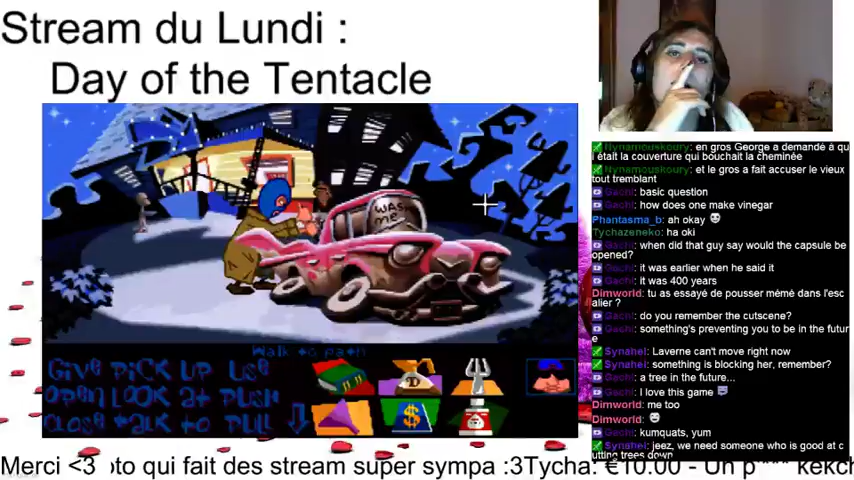 Stream du Lundi :
Day of the Tentacle
WASH
ME
Walk to path
GIVE PICK UP USE
OPEN LOOK AT PUSH
CLOSE TALK TO PULL
Nynamouskoury: en gros George a demandé à qu
i était la couverture qui bouchait la cheminée
Nynamouskoury: et le gros a fait accuser le vieux
tout tremblant
Gachi: basic question
Gachi: how does one make vinegar
Phantasma_b: ah okay
Tychazeneko: ha oki
Gachi: when did that guy say would the capsule be
opened?
Gachi: it was earlier when he said it
Gachi: it was 400 years
Dimworld: tu as essayé de pousser mémé dans l'esc
alier ?
Gachi: do you remember the cutscene?
Gachi: something's preventing you to be in the futur
e
Synahel: Laverne can't move right now
Synahel: something is blocking her, remember?
Gachi: a tree in the future...
Gachi: I love this game
Dimworld: me too
Dimworld:
Gachi: kumquats, yum
Synahel: jeez, we need someone who is good at c
utting trees down
Merci <3 oto qui fait des stream super sympa :3Tycha: €10.00 - Un p*** kekch